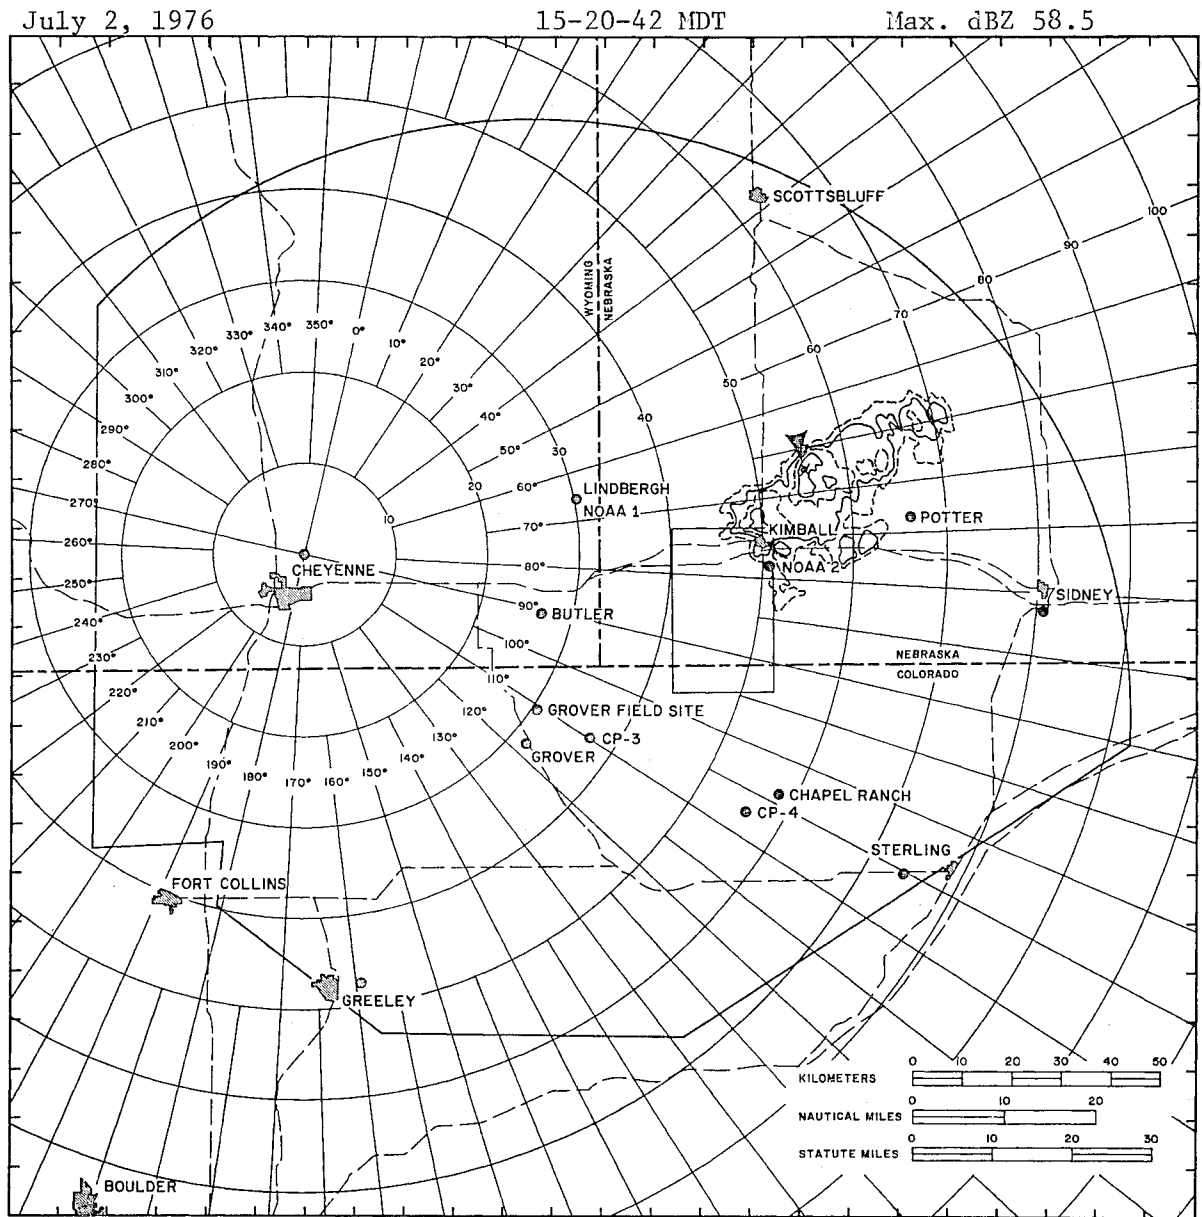 July 2, 1976
15-20-42 MDT
Max. dBZ 58.5
SCOTTSBLUFF
WYOMING
NEBRASKA
100
90
80
70
60
50
40
30
20
10
350°
0°
10°
20°
30°
40°
50°
60°
70°
80°
90°
100°
110°
120°
130°
140°
150°
160°
170°
180°
190°
200°
210°
220°
230°
240°
250°
260°
270°
280°
290°
300°
310°
320°
330°
340°
LINDBERGH
NOAA 1
KIMBALL
POTTER
NOAA 2
CHEYENNE
BUTLER
SIDNEY
NEBRASKA
COLORADO
GROVER FIELD SITE
CP-3
GROVER
CHAPEL RANCH
CP-4
STERLING
FORT COLLINS
GREELEY
BOULDER
0 10 20 30 40 50
KILOMETERS
0 10 20
NAUTICAL MILES
0 10 20 30
STATUTE MILES